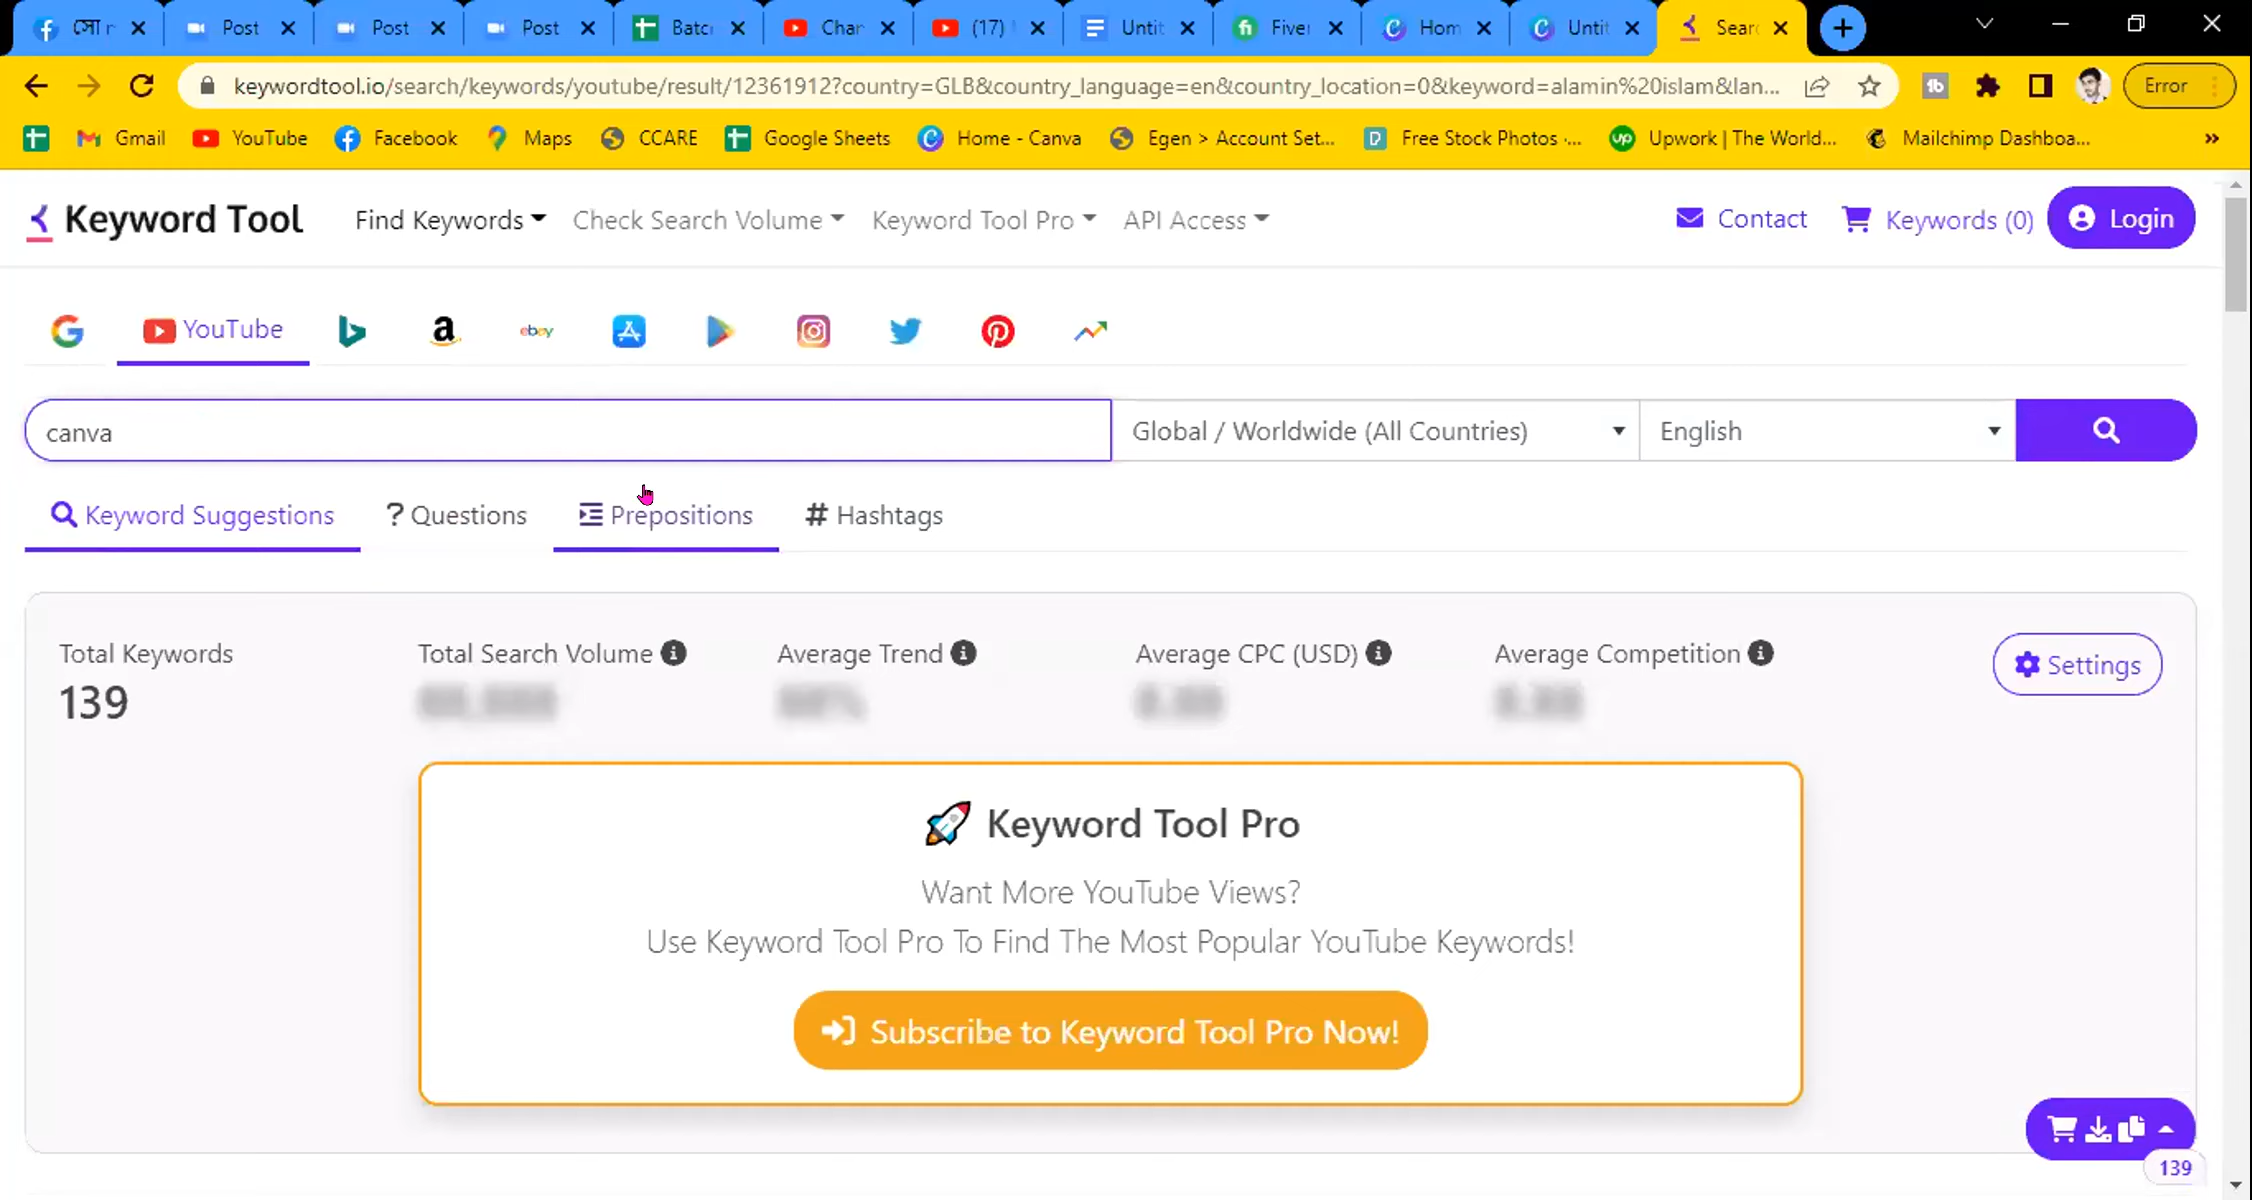 সো
Post
Post
Post
Batc
Char
(17)
Untit
Fiver
Hom
Untit
Sear
keywordtool.io/search/keywords/youtube/result/12361912?country=GLB&country_language=en&country_location=0&keyword=alamin%20islam&lan...
Error
Gmail
YouTube
Facebook
Maps
CCARE
Google Sheets
Home - Canva
Egen > Account Set...
Free Stock Photos ·...
Upwork | The World...
Mailchimp Dashboa...
»
Keyword Tool
Find Keywords
Check Search Volume
Keyword Tool Pro
API Access
Contact
Keywords (0)
Login
YouTube
ebay
canva
Global / Worldwide (All Countries)
English
Keyword Suggestions
? Questions
Prepositions
# Hashtags
Total Keywords
Total Search Volume
Average Trend
Average CPC (USD)
Average Competition
Settings
139
Keyword Tool Pro
Want More YouTube Views?
Use Keyword Tool Pro To Find The Most Popular YouTube Keywords!
Subscribe to Keyword Tool Pro Now!
139